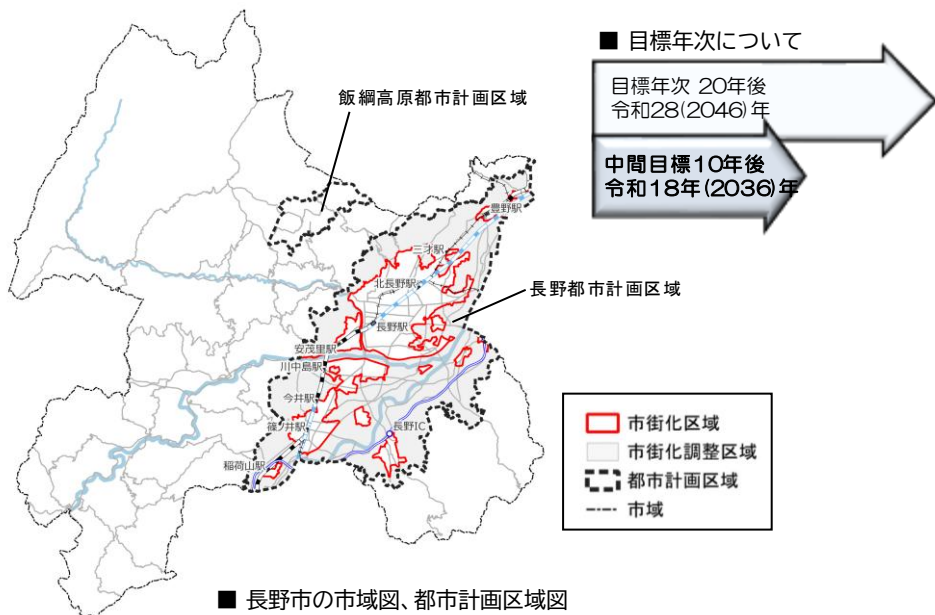 ■ 目標年次について
目標年次 20年後
令和28(2046)年
中間目標10年後
令和18年(2036)年
飯綱高原都市計画区域
豊野駅
三才駅
北長野駅
長野都市計画区域
長野駅
安茂里駅
川中島駅
今井駅
篠ノ井駅
長野IC
稲荷山駅
市街化区域
市街化調整区域
都市計画区域
市域
■ 長野市の市域図、都市計画区域図